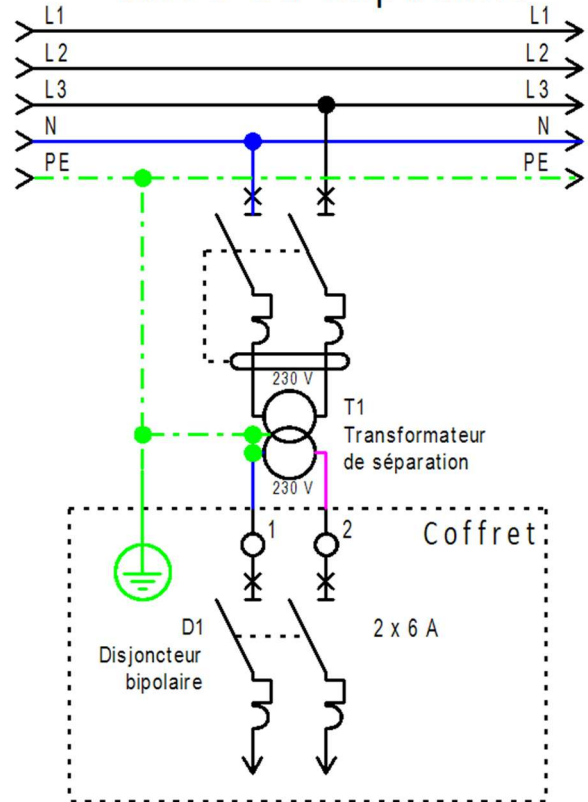 L1 L1
L2 L2
L3 L3
N N
PE PE
230 V
T1
Transformateur
de séparation
230 V
Coffret
1 2
D1
Disjoncteur
bipolaire
2 x 6 A